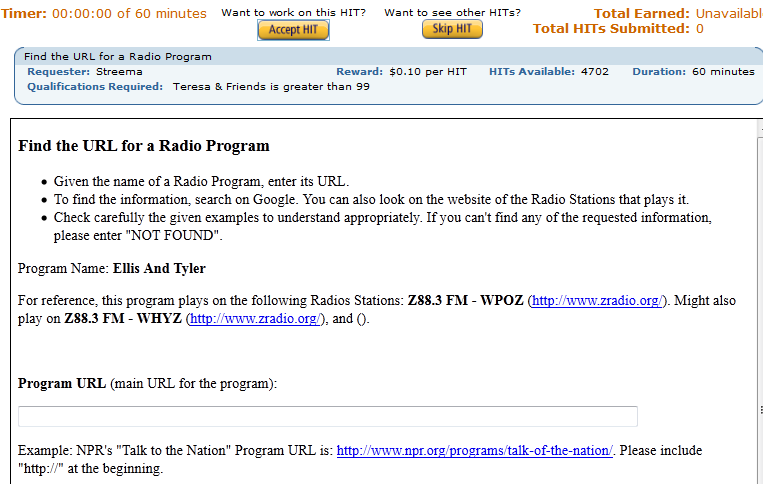 Timer: 00:00:00 of 60 minutes Want to work on this HIT? Want to see other HITs? Total Earned: Unavailabl
Accept HIT Skip HIT Total HITs Submitted: 0
Find the URL for a Radio Program
Requester: Streema Reward: $0.10 per HIT HITs Available: 4702 Duration: 60 minutes
Qualifications Required: Teresa & Friends is greater than 99
Find the URL for a Radio Program
• Given the name of a Radio Program, enter its URL.
• To find the information, search on Google. You can also look on the website of the Radio Stations that plays it.
• Check carefully the given examples to understand appropriately. If you can't find any of the requested information,
please enter "NOT FOUND".
Program Name: Ellis And Tyler
For reference, this program plays on the following Radios Stations: Z88.3 FM - WPOZ (http://www.zradio.org/). Might also
play on Z88.3 FM - WHYZ (http://www.zradio.org/), and ().
Program URL (main URL for the program):
Example: NPR's "Talk to the Nation" Program URL is: http://www.npr.org/programs/talk-of-the-nation/. Please include
"http://" at the beginning.